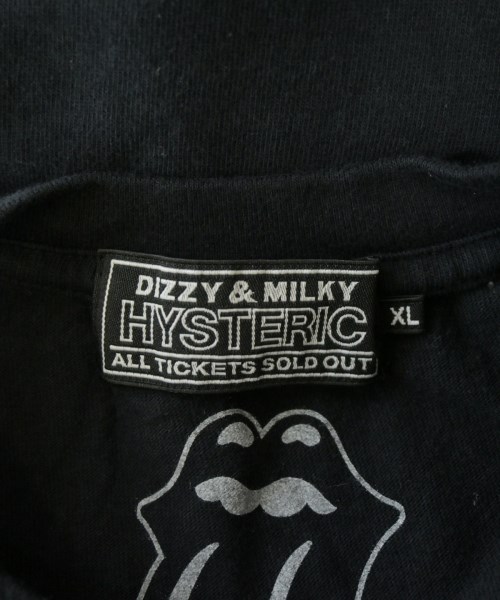 DIZZY & MILKY
HYSTERIC
ALL TICKETS SOLD OUT
XL